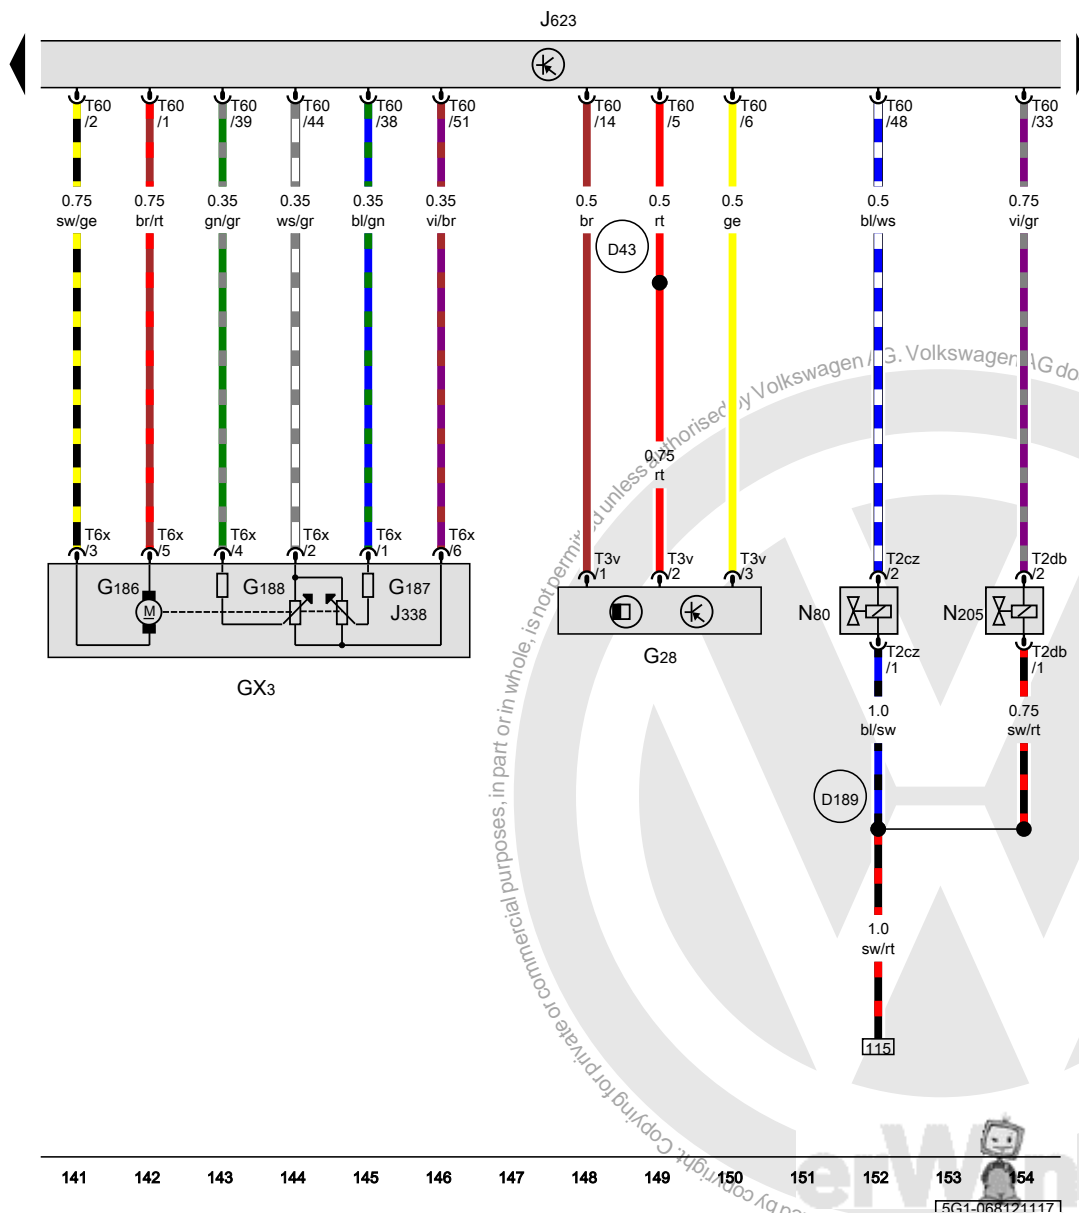 J623
T60 /2
T60 /1
T60 /39
T60 /44
T60 /38
T60 /51
T60 /14
T60 /5
T60 /6
T60 /48
T60 /33
0.75 sw/ge
0.75 br/rt
0.35 gn/gr
0.35 ws/gr
0.35 bl/gn
0.35 vi/br
0.5 br
0.5 rt
0.5 ge
0.5 bl/ws
0.75 vi/gr
D43
0.75 rt
T6x /3
T6x /5
T6x /4
T6x /2
T6x /1
T6x /6
T3v /1
T3v /2
T3v /3
T2cz /2
T2db /2
G186
M
G188
G187
J338
N80
N205
GX3
G28
T2cz /1
T2db /1
1.0 bl/sw
0.75 sw/rt
D189
1.0 sw/rt
115
141 142 143 144 145 146 147 148 149 150 151 152 153 154
5G1-068121117
erWin
Copying for private or commercial purposes, in part or in whole, is not permitted unless authorised by Volkswagen AG. Volkswagen AG do
Copyright. Copyright